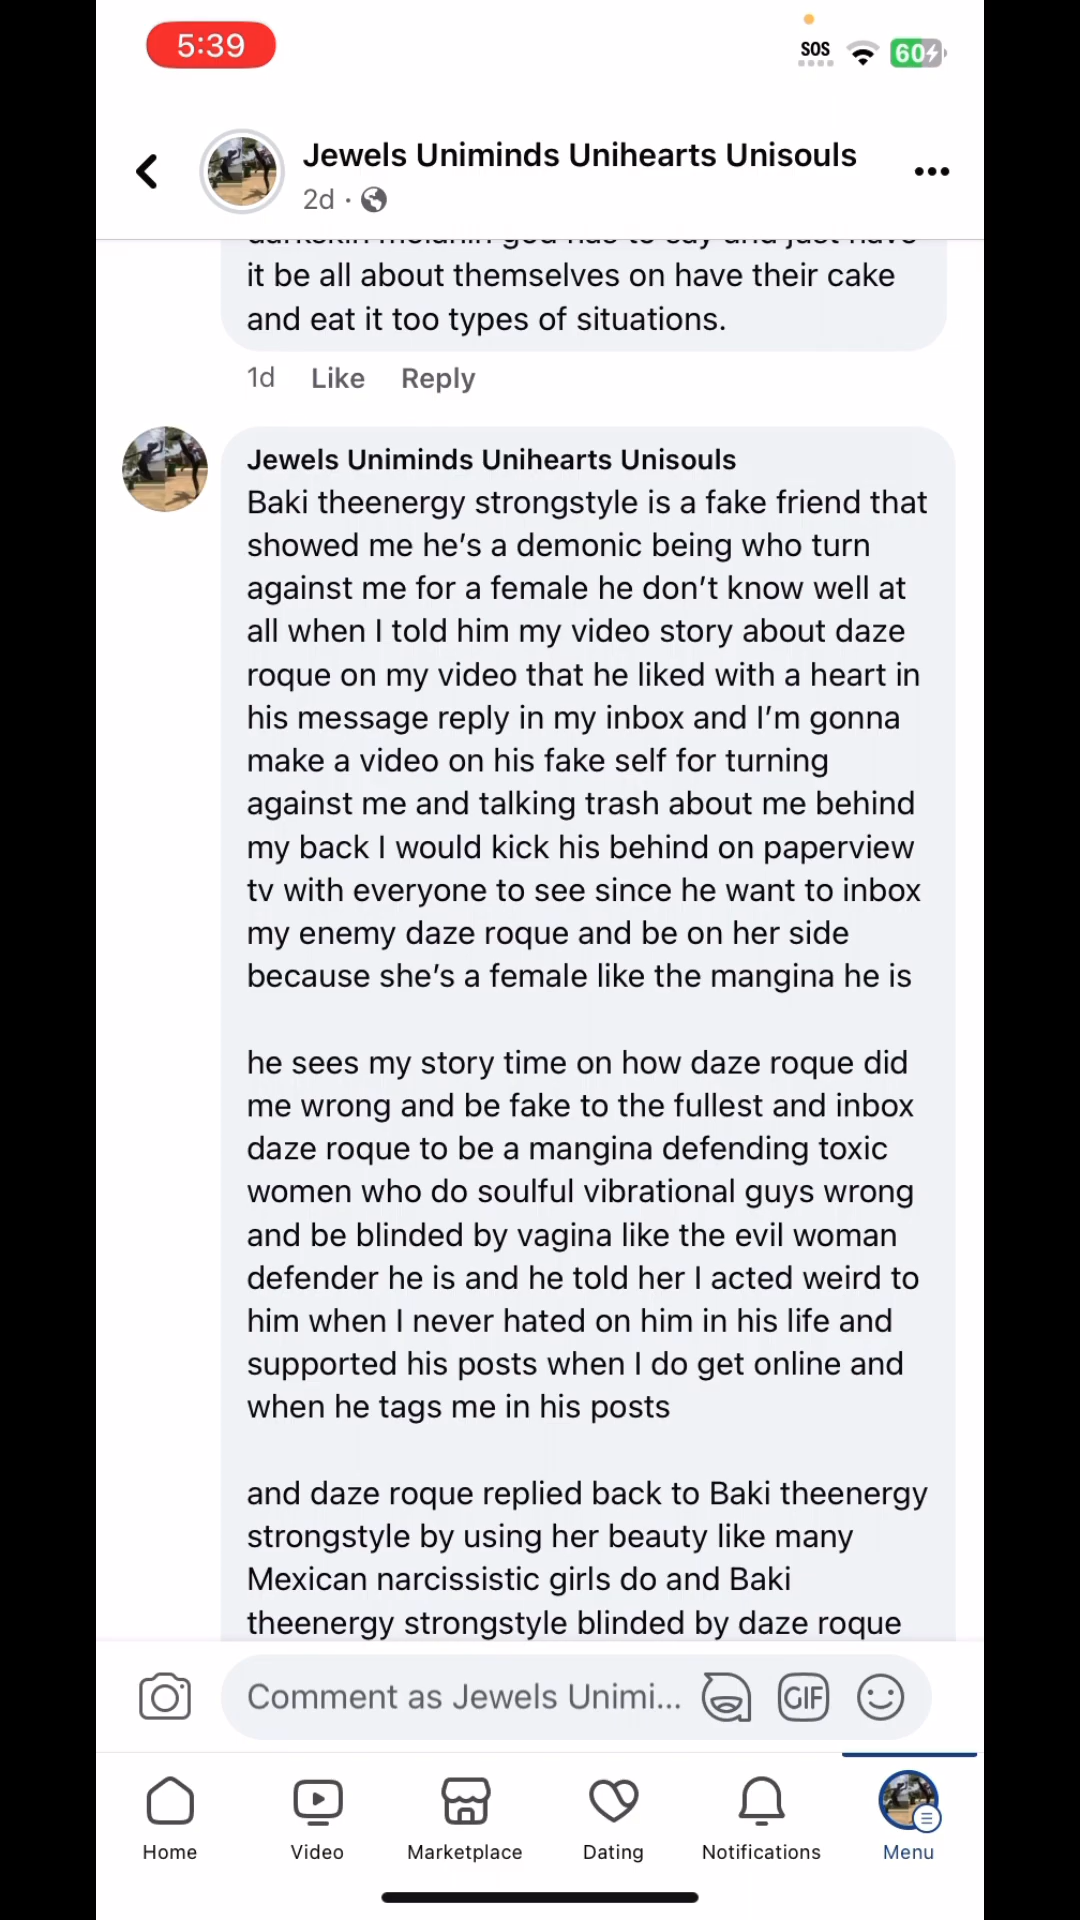 5:39
SOS
60
Jewels Uniminds Unihearts Unisouls
2d ·
darkskin melanin god has to say and just have
it be all about themselves on have their cake
and eat it too types of situations.
1d Like Reply
Jewels Uniminds Unihearts Unisouls
Baki theenergy strongstyle is a fake friend that
showed me he’s a demonic being who turn
against me for a female he don’t know well at
all when I told him my video story about daze
roque on my video that he liked with a heart in
his message reply in my inbox and I’m gonna
make a video on his fake self for turning
against me and talking trash about me behind
my back I would kick his behind on paperview
tv with everyone to see since he want to inbox
my enemy daze roque and be on her side
because she’s a female like the mangina he is
he sees my story time on how daze roque did
me wrong and be fake to the fullest and inbox
daze roque to be a mangina defending toxic
women who do soulful vibrational guys wrong
and be blinded by vagina like the evil woman
defender he is and he told her I acted weird to
him when I never hated on him in his life and
supported his posts when I do get online and
when he tags me in his posts
and daze roque replied back to Baki theenergy
strongstyle by using her beauty like many
Mexican narcissistic girls do and Baki
theenergy strongstyle blinded by daze roque
Comment as Jewels Unimi... GIF
Home Video Marketplace Dating Notifications Menu